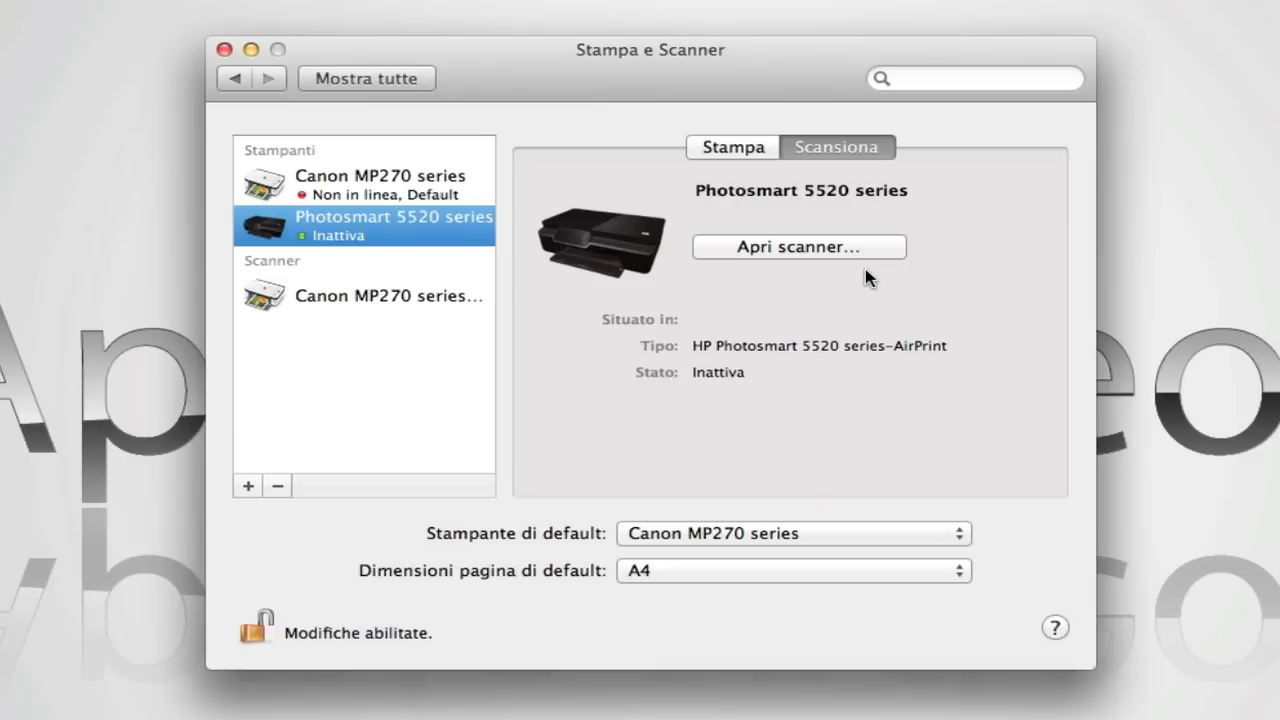 Stampa e Scanner
Mostra tutte
Stampanti
Canon MP270 series
Non in linea, Default
Photosmart 5520 series
Inattiva
Scanner
Canon MP270 series...
+ −
Stampa Scansiona
Photosmart 5520 series
Apri scanner...
Situato in:
Tipo: HP Photosmart 5520 series-AirPrint
Stato: Inattiva
Stampante di default: Canon MP270 series
Dimensioni pagina di default: A4
Modifiche abilitate.
?
Ap
eo